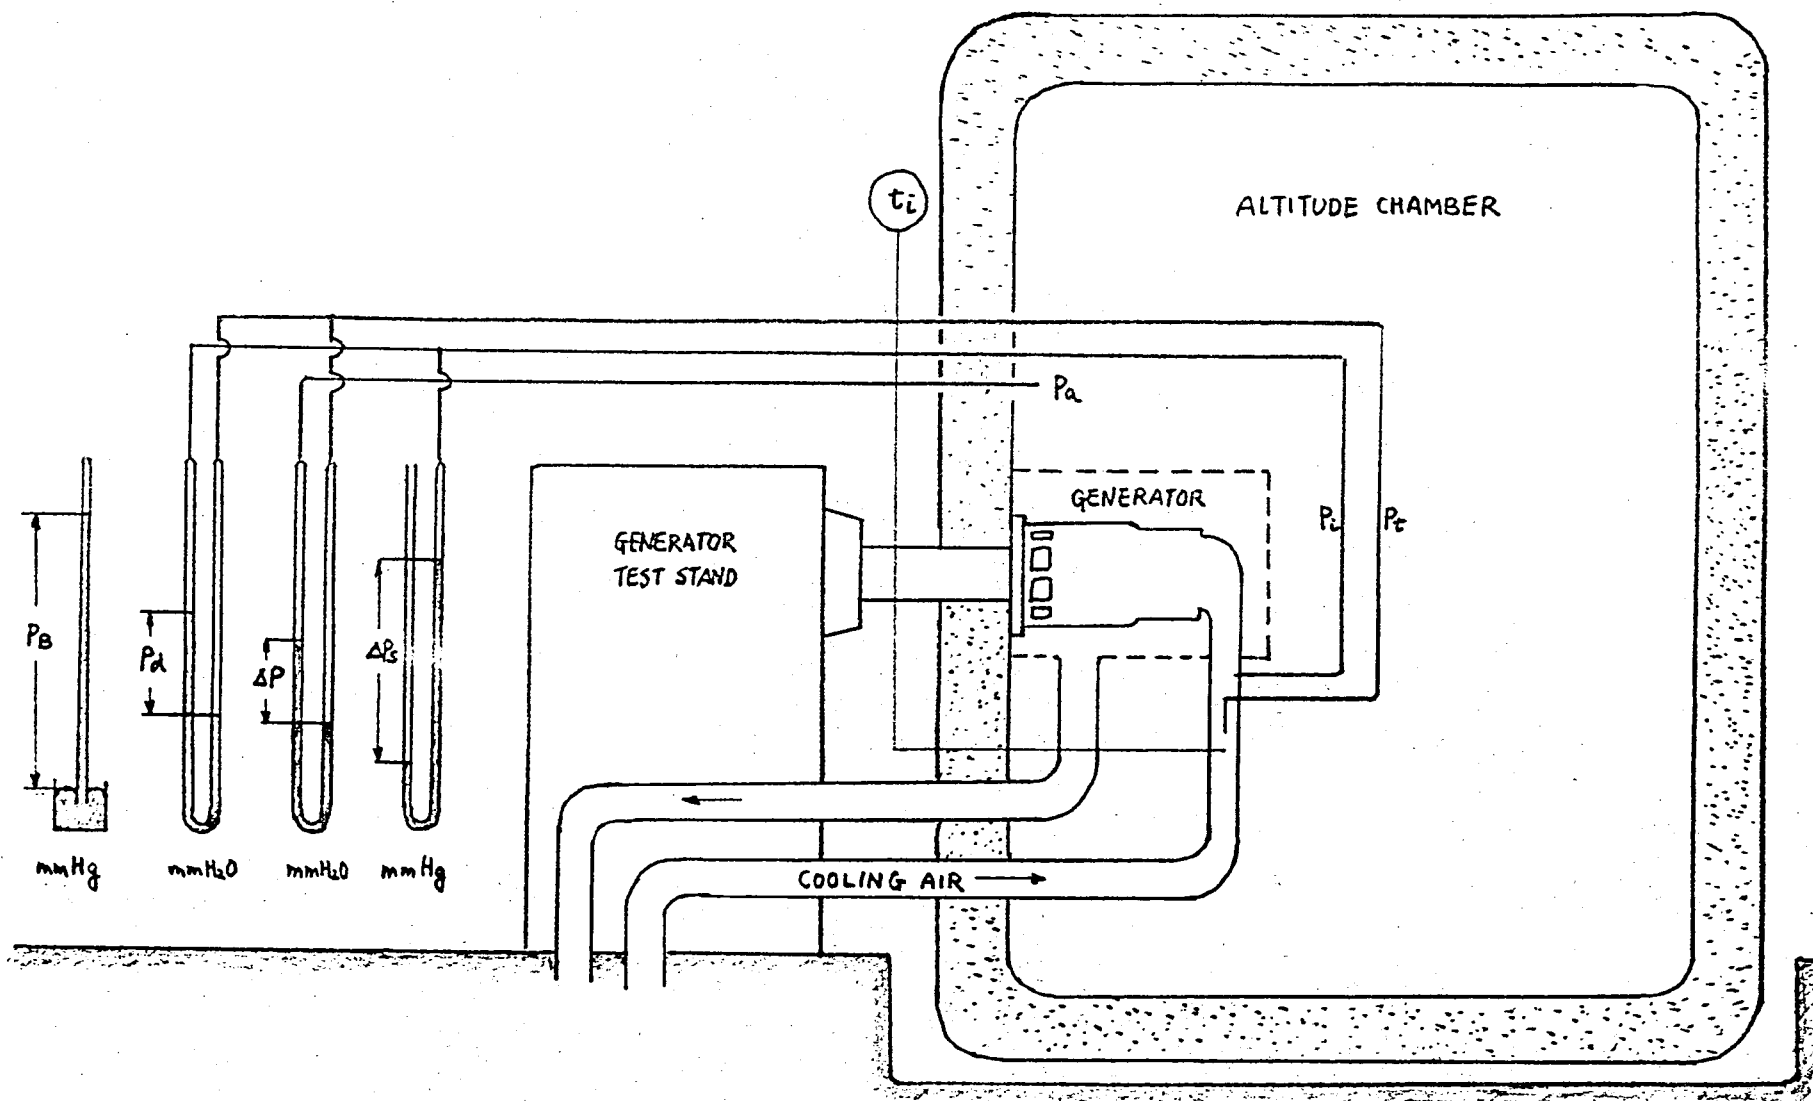 ti
ALTITUDE CHAMBER
Pa
GENERATOR
Pi
Pt
GENERATOR
TEST STAND
PB
Pd
ΔP
ΔPs
mmHg
mmH2O
mmH2O
mmHg
COOLING AIR